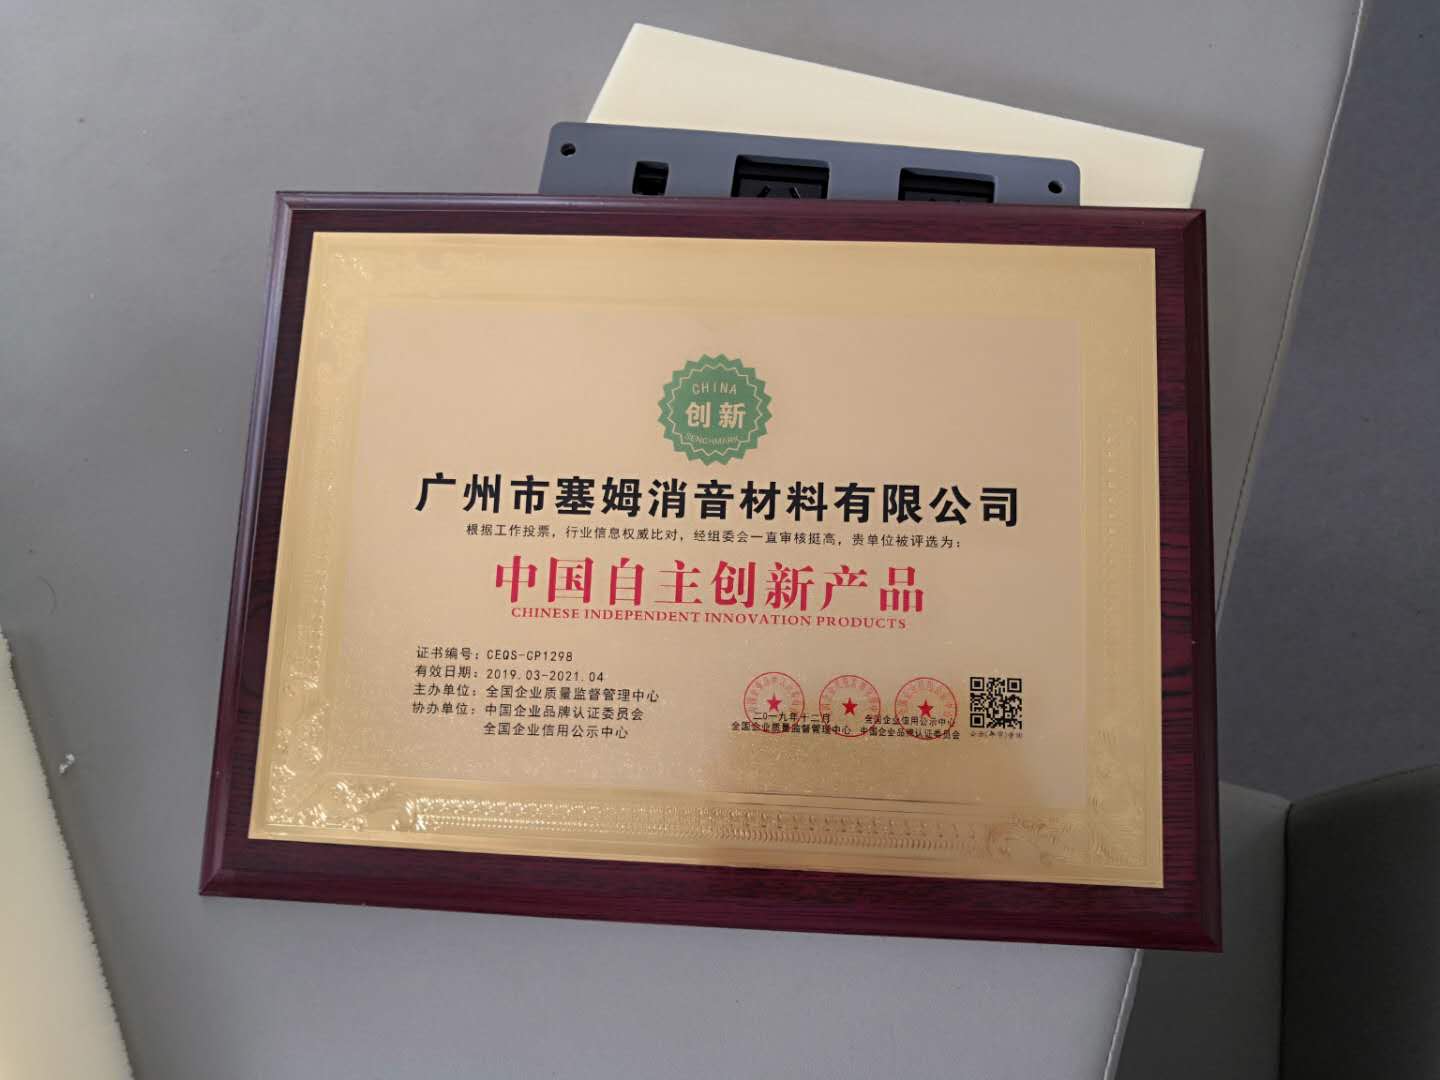 CHINA
创新
BENCHMARK
广州市塞姆消音材料有限公司
根据工作投票，行业信息权威比对，经组委会一直审核挺高，贵单位被评选为：
中国自主创新产品
CHINESE INDEPENDENT INNOVATION PRODUCTS
证书编号：CEQS-CP1298
有效日期：2019.03-2021.04
主办单位：全国企业质量监督管理中心
协办单位：中国企业品牌认证委员会
全国企业信用公示中心
二〇一九年十二月 全国企业信用公示中心
全国企业质量监督管理中心 中国企业品牌认证委员会